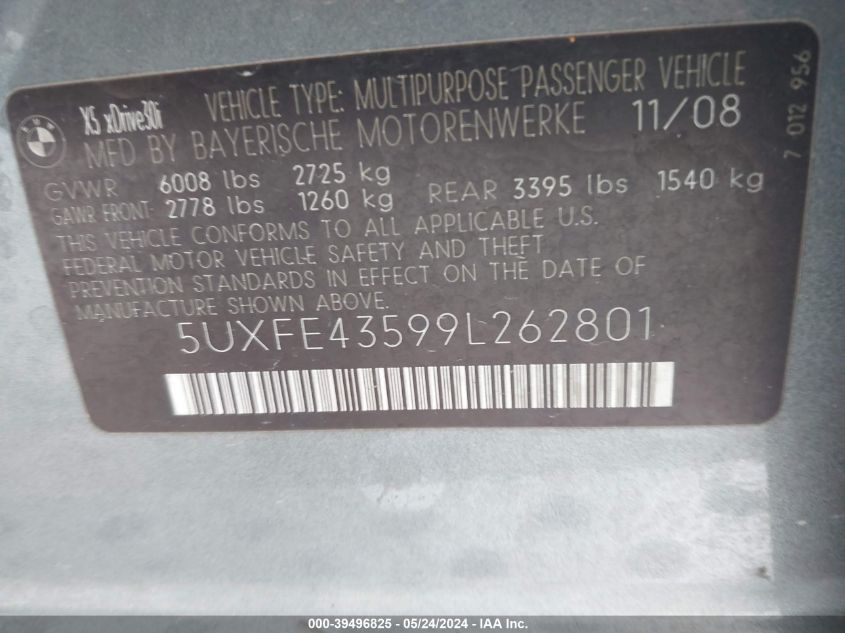 BMW
X5 xDrive30i
VEHICLE TYPE: MULTIPURPOSE PASSENGER VEHICLE
MFD BY BAYERISCHE MOTORENWERKE 11/08
GVWR 6008 lbs 2725 kg
GAWR FRONT: 2778 lbs 1260 kg REAR 3395 lbs 1540 kg
THIS VEHICLE CONFORMS TO ALL APPLICABLE U.S.
FEDERAL MOTOR VEHICLE SAFETY AND THEFT
PREVENTION STANDARDS IN EFFECT ON THE DATE OF
MANUFACTURE SHOWN ABOVE.
5UXFE43599L262801
7 012 956
000-39496825 - 05/24/2024 - IAA Inc.